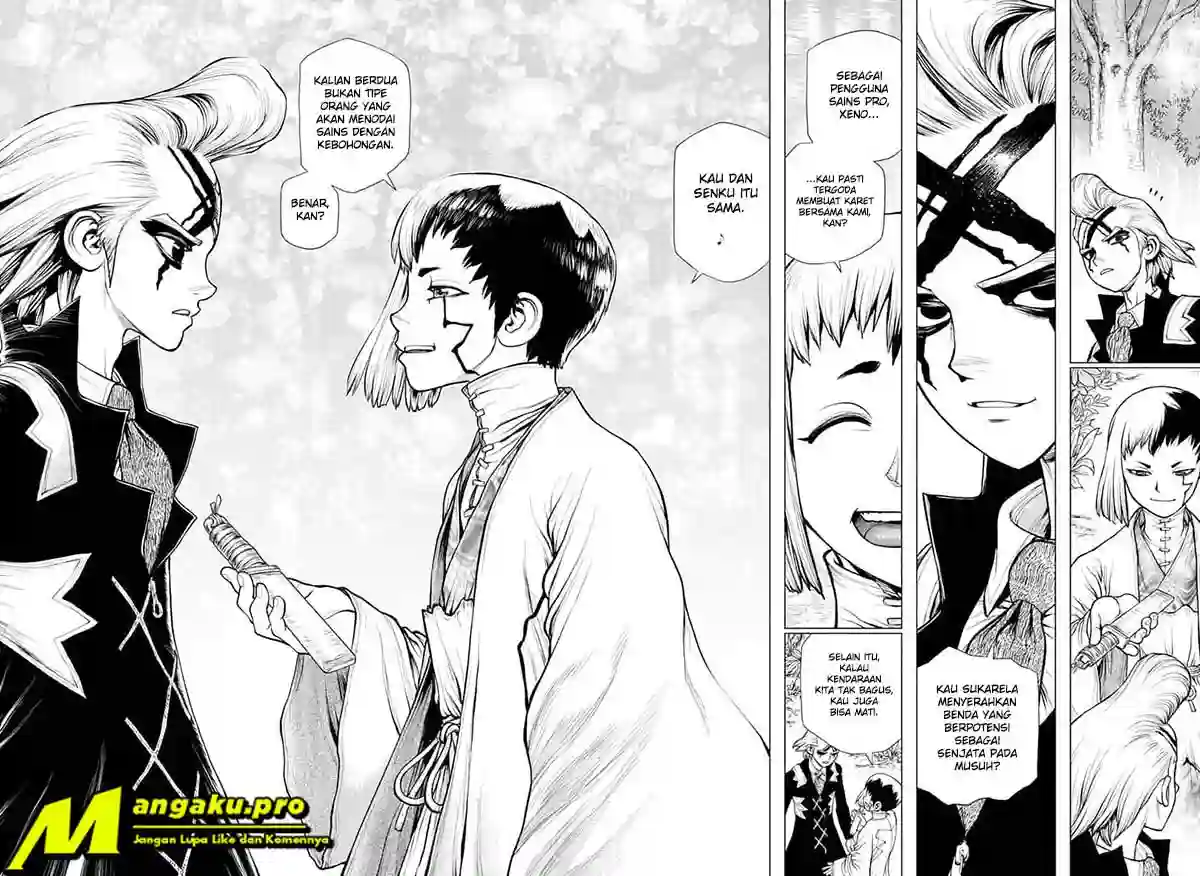 KAU SUKARELA
MENYERAHKAN
BENDA YANG
BERPOTENSI
SEBAGAI
SENJATA PADA
MUSUH?
SEBAGAI
PENGGUNA
SAINS PRO,
XENO...
...KAU PASTI
TERGODA
MEMBUAT KARET
BERSAMA KAMI,
KAN?
SELAIN ITU,
KALAU
KENDARAAN
KITA TAK BAGUS,
KAU JUGA
BISA MATI.
KAU DAN
SENKU ITU
SAMA.
♪
KALIAN BERDUA
BUKAN TIPE
ORANG YANG
AKAN MENODAI
SAINS DENGAN
KEBOHONGAN.
BENAR,
KAN?
Mangaku.pro
Jangan Lupa Like dan Komennya